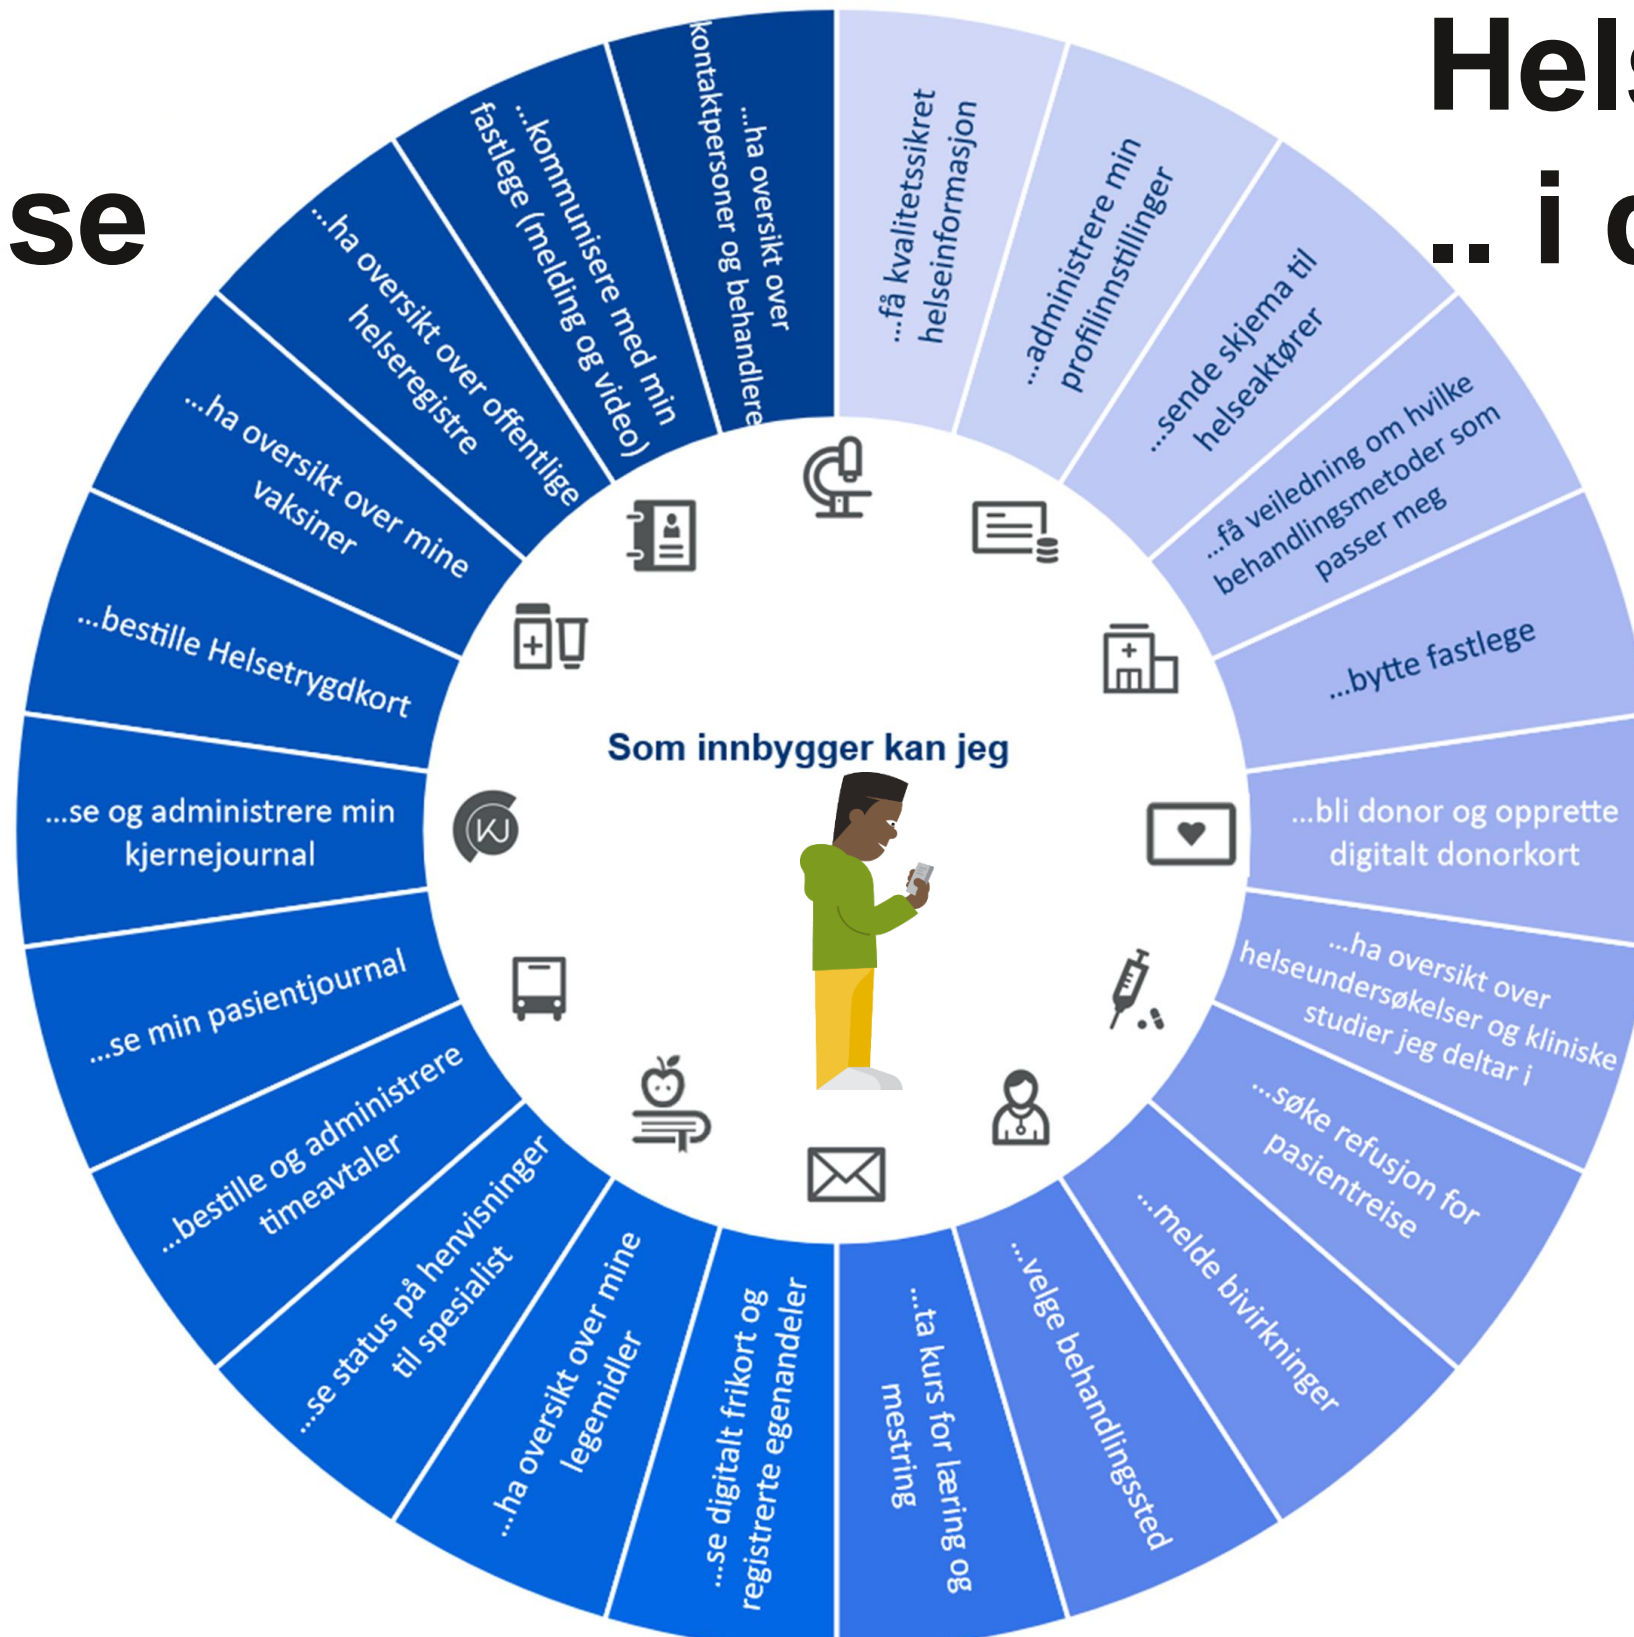 se
Hels
.. i d
Som innbygger kan jeg
...få kvalitetssikret
helseinformasjon
...administrere min
profilinnstillinger
...sende skjema til
helseaktører
...få veiledning om hvilke
behandlingsmetoder som
passer meg
...bytte fastlege
...bli donor og opprette
digitalt donorkort
...ha oversikt over
helseundersøkelser og kliniske
studier jeg deltar i
...søke refusjon for
pasientreise
...melde bivirkninger
...velge behandlingssted
...ta kurs for læring og
mestring
...se digitalt frikort og
registrerte egenandeler
...ha oversikt over mine
legemidler
...se status på henvisninger
til spesialist
...bestille og administrere
timeavtaler
...se min pasientjournal
...se og administrere min
kjernejournal
...bestille Helsetrygdkort
...ha oversikt over mine
vaksiner
...ha oversikt over offentlige
helseregistre
...kommunisere med min
fastlege (melding og video)
...ha oversikt over
kontaktpersoner og behandlere
KJ